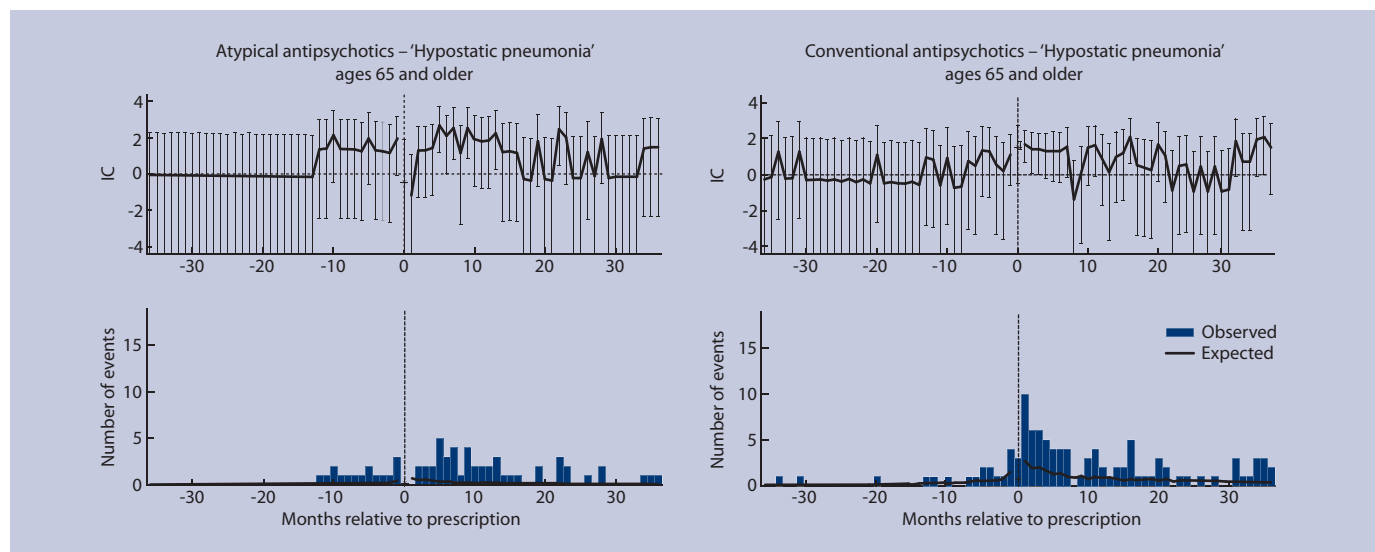 Atypical antipsychotics – 'Hypostatic pneumonia'
ages 65 and older
4
2
0
-2
-4
IC
-30 -20 -10 0 10 20 30
Conventional antipsychotics – 'Hypostatic pneumonia'
ages 65 and older
4
2
0
-2
-4
IC
-30 -20 -10 0 10 20 30
15
10
5
0
Number of events
-30 -20 -10 0 10 20 30
Months relative to prescription
15
10
5
0
Number of events
Observed
Expected
-30 -20 -10 0 10 20 30
Months relative to prescription